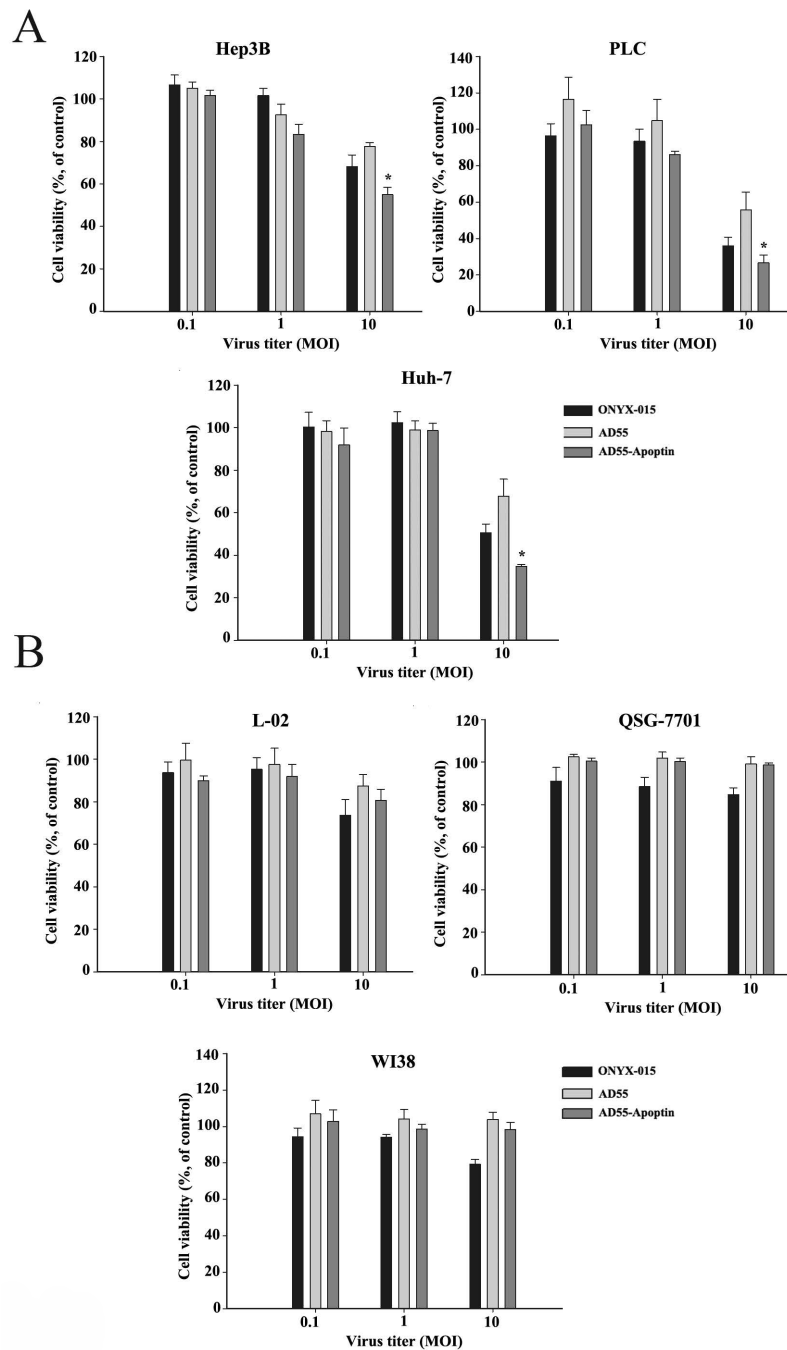 A
Hep3B
Cell viability (%, of control)
120
100
80
60
40
20
0
*
0.1 1 10
Virus titer (MOI)
PLC
Cell viability (%, of control)
140
120
100
80
60
40
20
0
*
0.1 1 10
Virus titer (MOI)
Huh-7
Cell viability (%, of control)
120
100
80
60
40
20
0
*
0.1 1 10
Virus titer (MOI)
ONYX-015
AD55
AD55-Apoptin
B
L-02
Cell viability (%, of control)
120
100
80
60
40
20
0
0.1 1 10
Virus titer (MOI)
QSG-7701
Cell viability (%, of control)
120
100
80
60
40
20
0
0.1 1 10
Virus titer (MOI)
WI38
Cell viability (%, of control)
140
120
100
80
60
40
20
0
0.1 1 10
Virus titer (MOI)
ONYX-015
AD55
AD55-Apoptin